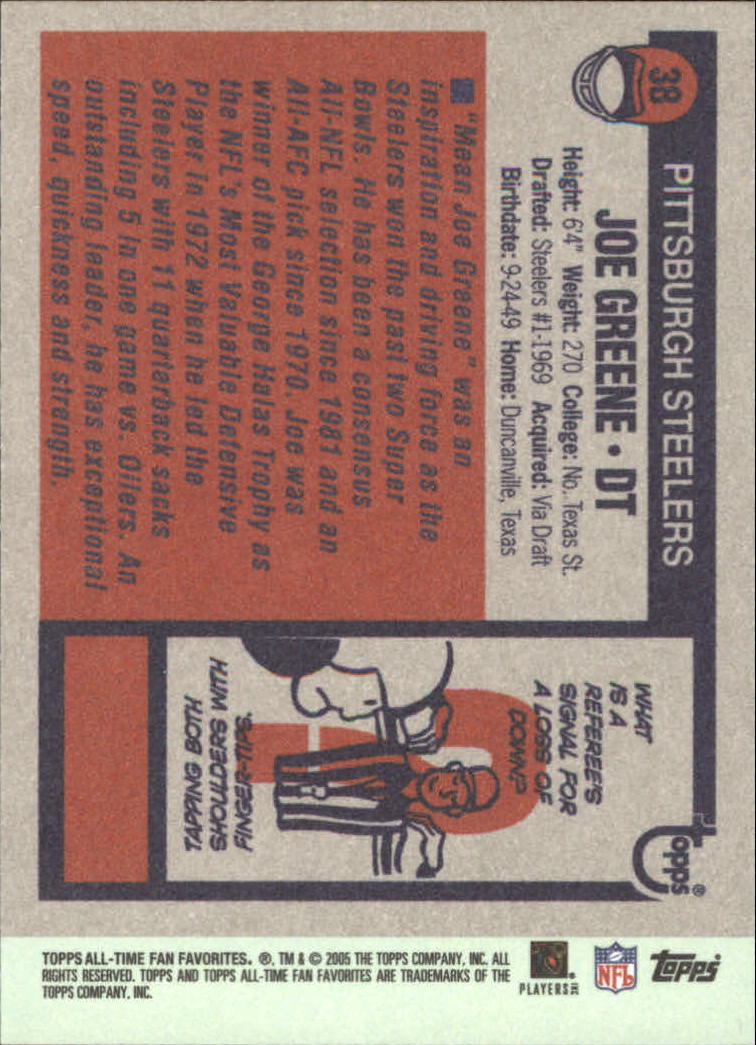 38
PITTSBURGH STEELERS
JOE GREENE • DT
Height: 6'4" Weight: 270 College: No. Texas St.
Drafted: Steelers #1-1969 Acquired: Via Draft
Birthdate: 9-24-49 Home: Duncanville, Texas
"Mean Joe Greene" was an
inspiration and driving force as the
Steelers won the past two Super
Bowls. He has been a consensus
All-NFL selection since 1981 and an
All-AFC pick since 1970. Joe was
winner of the George Halas Trophy as
the NFL's Most Valuable Defensive
Player in 1972 when he led the
Steelers with 11 quarterback sacks
including 5 in one game vs. Oilers. An
outstanding leader, he has exceptional
speed, quickness and strength.
Topps®
WHAT
IS A
REFEREE'S
SIGNAL FOR
A LOSS OF
DOWN?
TAPPING BOTH
SHOULDERS WITH
FINGER-TIPS.
TOPPS ALL-TIME FAN FAVORITES. ®, TM & © 2005 THE TOPPS COMPANY, INC. ALL
RIGHTS RESERVED. TOPPS AND TOPPS ALL-TIME FAN FAVORITES ARE TRADEMARKS OF THE
TOPPS COMPANY, INC.
PLAYERS INC
NFL
Topps